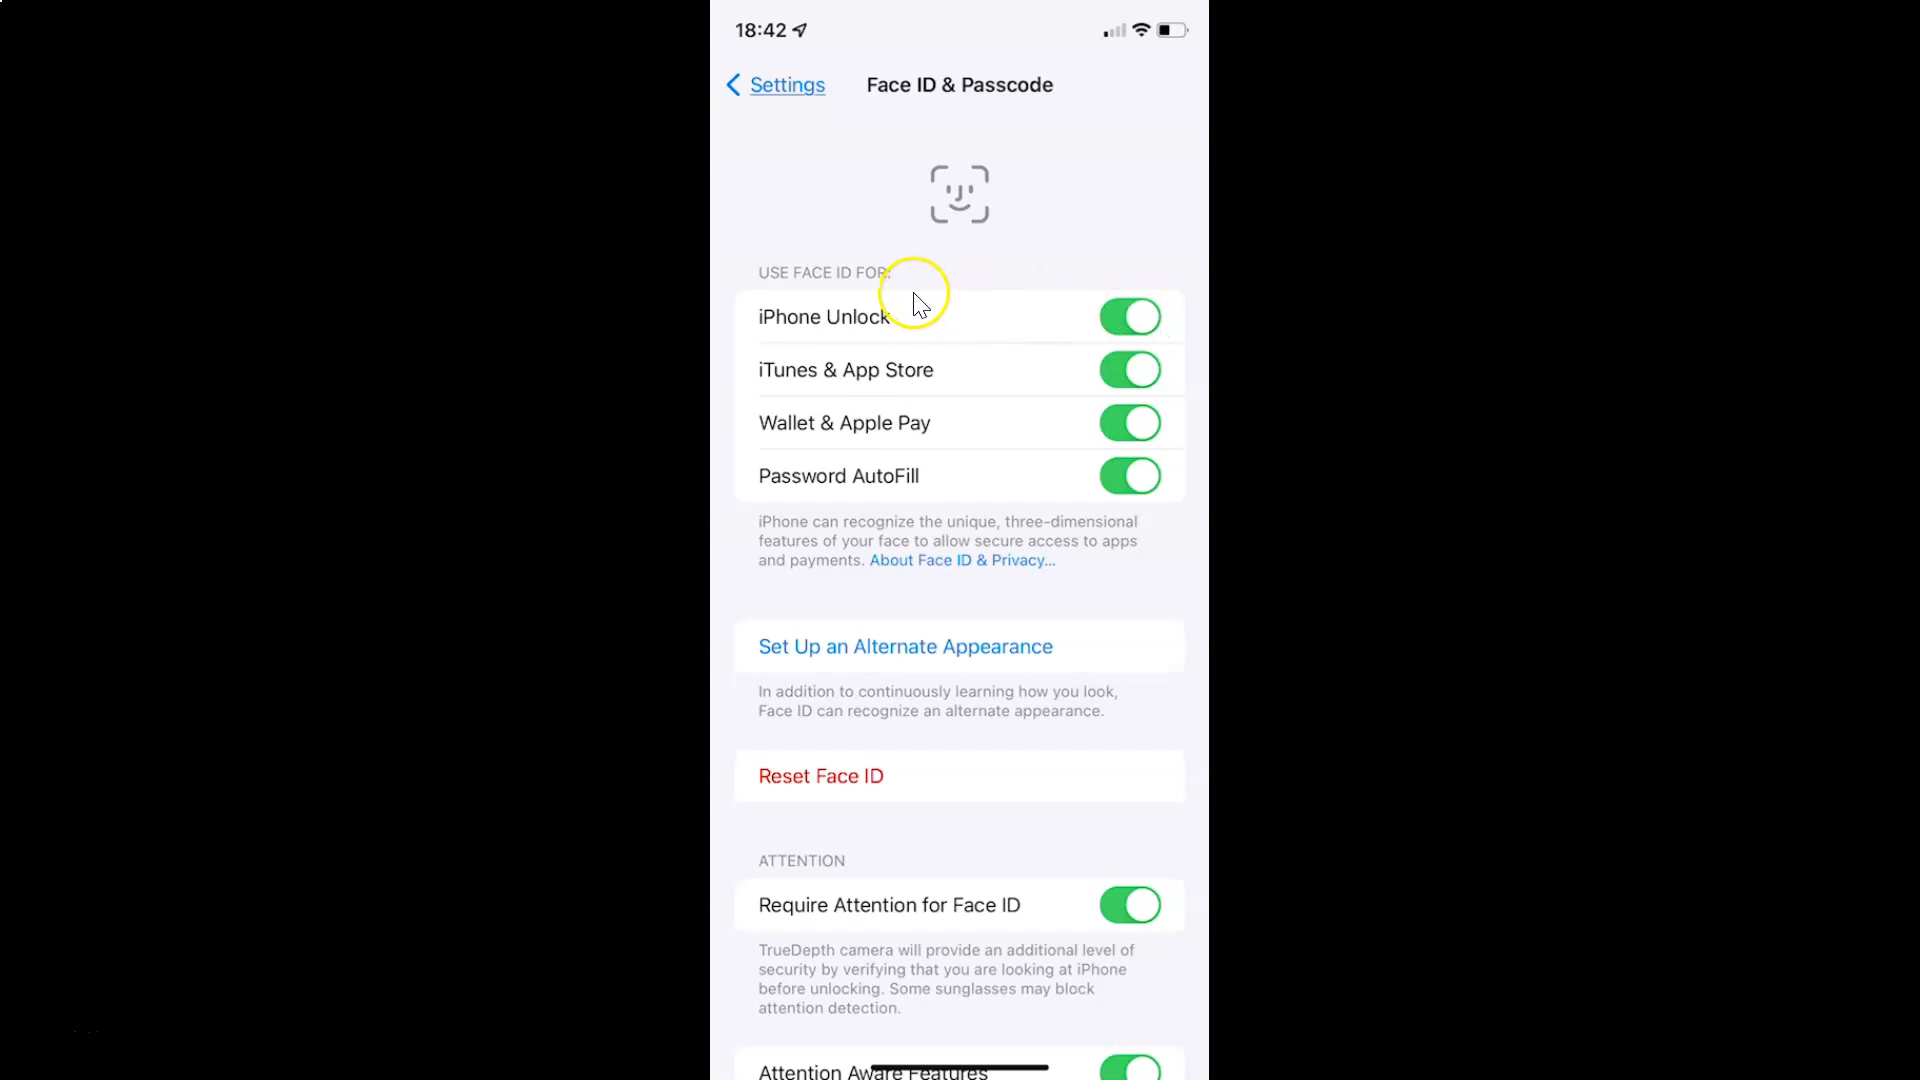 18:42
Settings
Face ID & Passcode
USE FACE ID FOR:
iPhone Unlock
iTunes & App Store
Wallet & Apple Pay
Password AutoFill
iPhone can recognize the unique, three-dimensional
features of your face to allow secure access to apps
and payments. About Face ID & Privacy...
Set Up an Alternate Appearance
In addition to continuously learning how you look,
Face ID can recognize an alternate appearance.
Reset Face ID
ATTENTION
Require Attention for Face ID
TrueDepth camera will provide an additional level of
security by verifying that you are looking at iPhone
before unlocking. Some sunglasses may block
attention detection.
Attention Aware Features